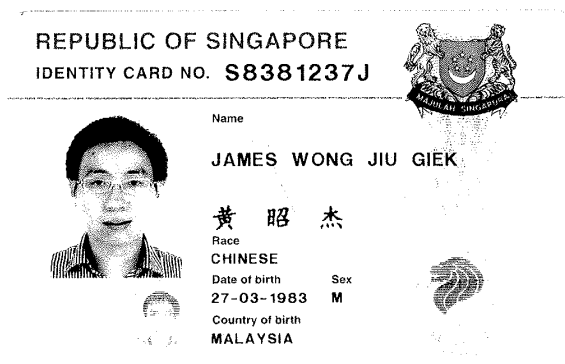 REPUBLIC OF SINGAPORE
IDENTITY CARD NO. S8381237J
MAJULAH SINGAPURA
Name
JAMES WONG JIU GIEK
黄 昭 杰
Race
CHINESE
Date of birth Sex
27-03-1983 M
Country of birth
MALAYSIA